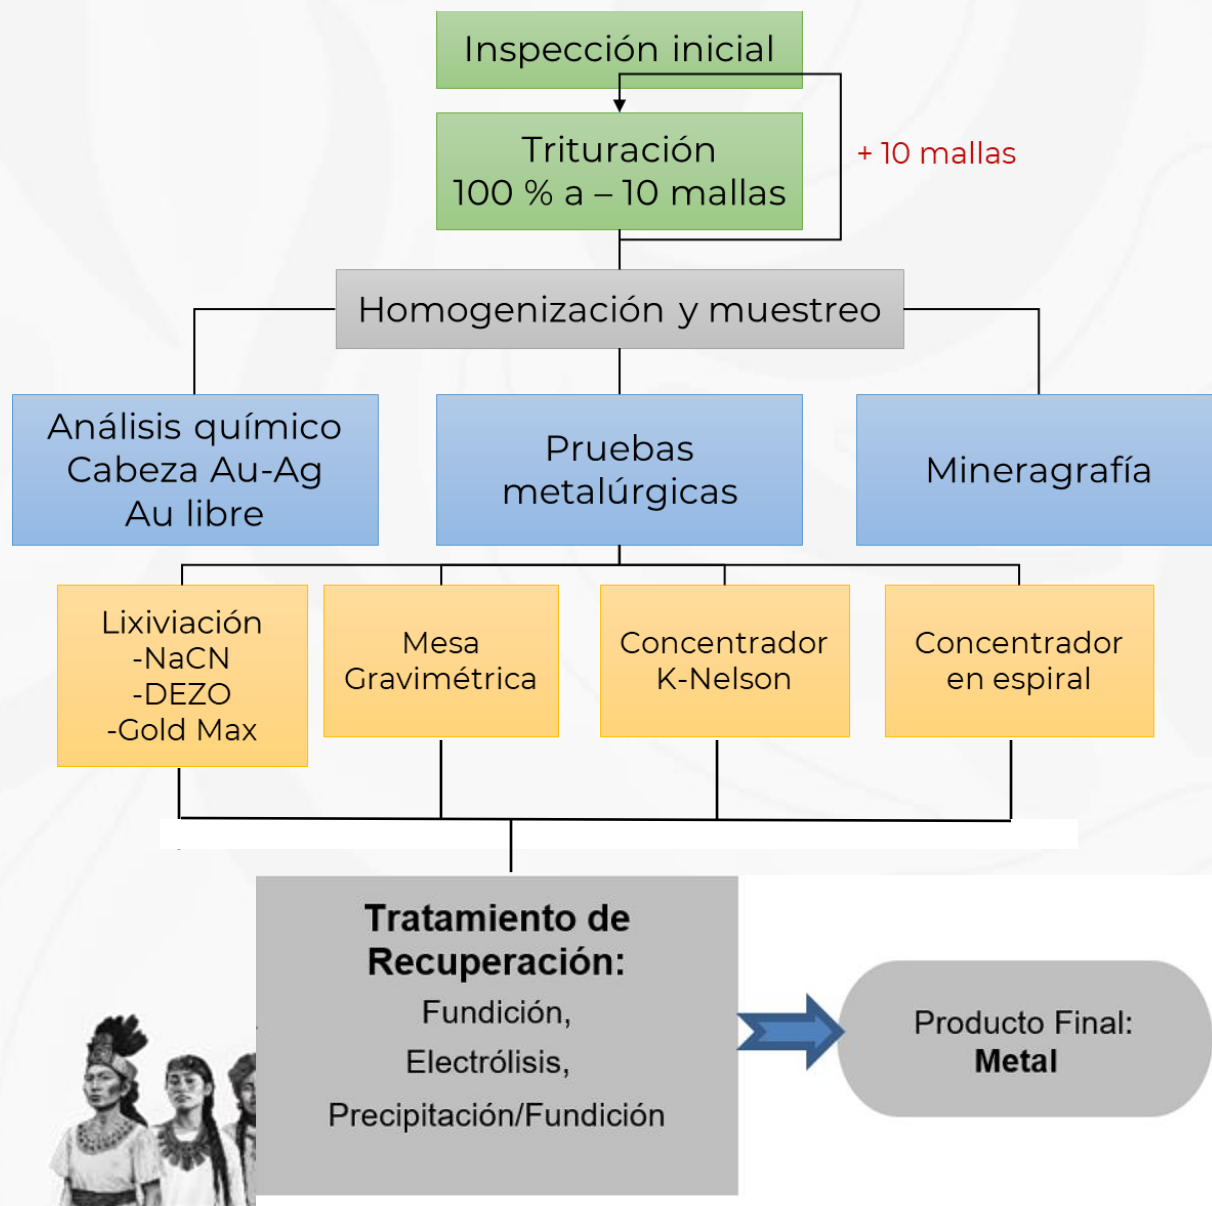 Inspección inicial
Trituración
100 % a – 10 mallas
+ 10 mallas
Homogenización y muestreo
Análisis químico
Cabeza Au-Ag
Au libre
Pruebas
metalúrgicas
Mineragrafía
Lixiviación
-NaCN
-DEZO
-Gold Max
Mesa
Gravimétrica
Concentrador
K-Nelson
Concentrador
en espiral
Tratamiento de
Recuperación:
Fundición,
Electrólisis,
Precipitación/Fundición
Producto Final:
Metal